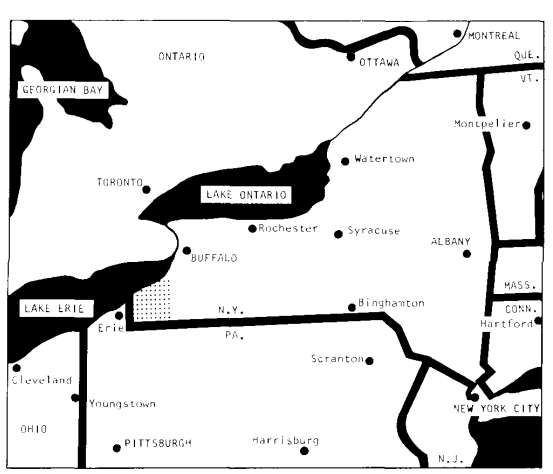 MONTREAL
ONTARIO
OTTAWA
QUE.
VT.
GEORGIAN BAY
Montpelier
Watertown
TORONTO
LAKE ONTARIO
Rochester
Syracuse
ALBANY
BUFFALO
MASS.
LAKE ERIE
N.Y.
Binghamton
CONN.
Erie
Hartford
PA.
Scranton
Cleveland
Youngstown
NEW YORK CITY
OHIO
PITTSBURGH
Harrisburg
N.J.